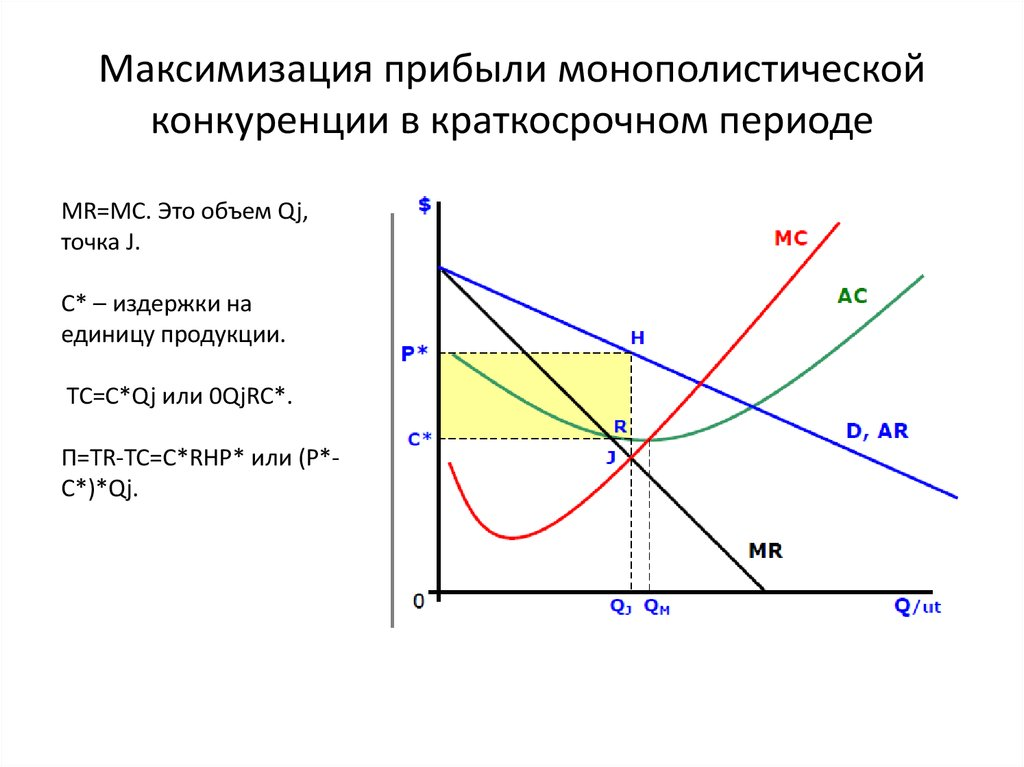 Максимизация прибыли монополистической
конкуренции в краткосрочном периоде
MR=MC. Это объем Qj,
точка J.
C* – издержки на
единицу продукции.
TC=C*Qj или 0QjRC*.
П=TR-TC=C*RHP* или (P*-
C*)*Qj.
$
MC
AC
H
P*
R
C*
D, AR
J
MR
0
QJ QM
Q/ut